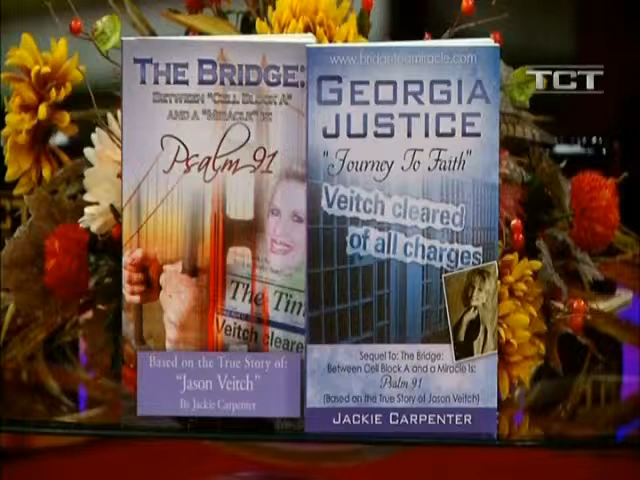 TCT
THE BRIDGE:
BETWEEN "CELL BLOCK A"
AND A "MIRACLE" IS:
Psalm 91
The Tim
Veitch cleare
Based on the True Story of:
"Jason Veitch"
By Jackie Carpenter
www.bridgetoamiracle.com
GEORGIA
JUSTICE
"Journey To Faith"
Veitch cleared
of all charges
Sequel To: The Bridge:
Between Cell Block A and a Miracle Is:
Psalm 91
(Based on the True Story of Jason Veitch)
JACKIE CARPENTER